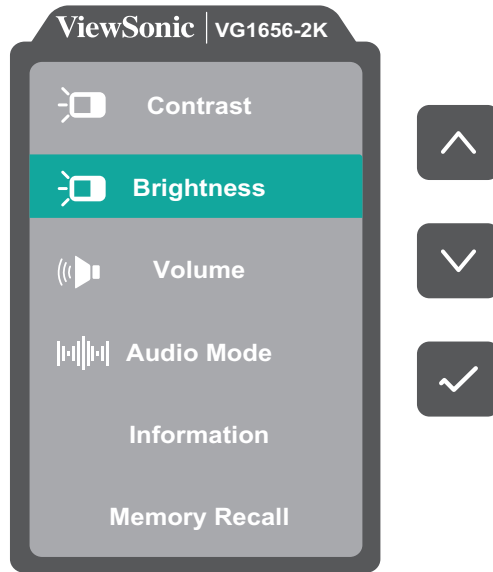 ViewSonic VG1656-2K
Contrast
Brightness
Volume
Audio Mode
Information
Memory Recall